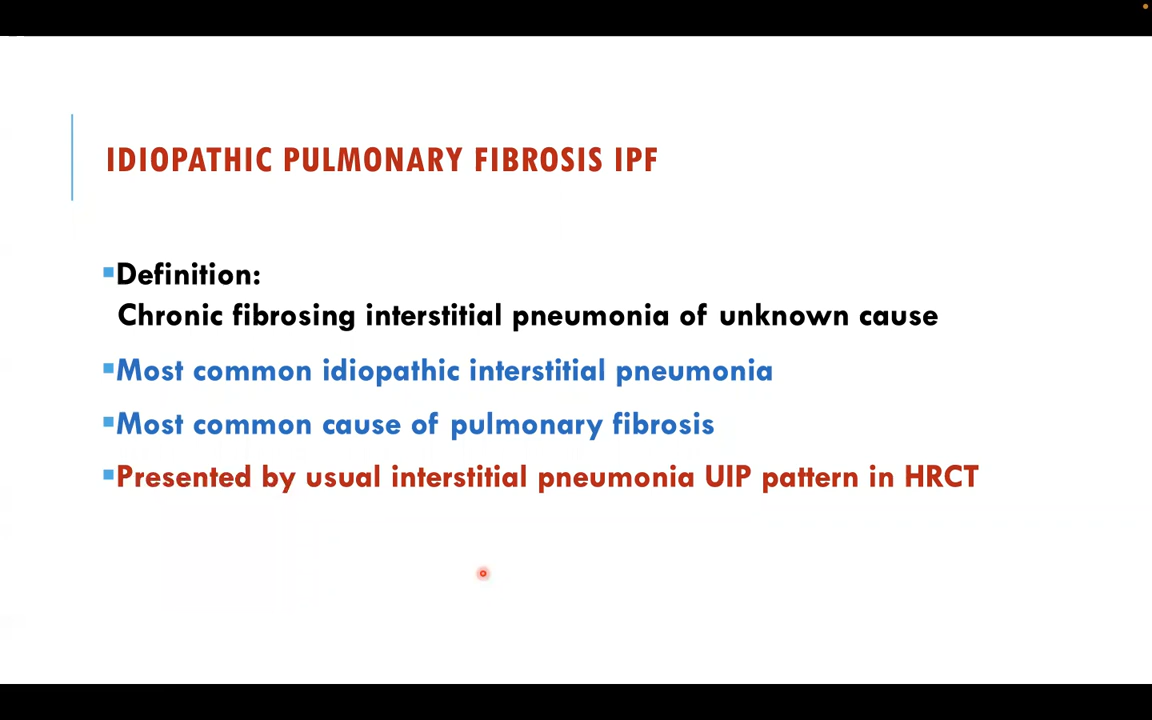 IDIOPATHIC PULMONARY FIBROSIS IPF
Definition:
Chronic fibrosing interstitial pneumonia of unknown cause
Most common idiopathic interstitial pneumonia
Most common cause of pulmonary fibrosis
Presented by usual interstitial pneumonia UIP pattern in HRCT